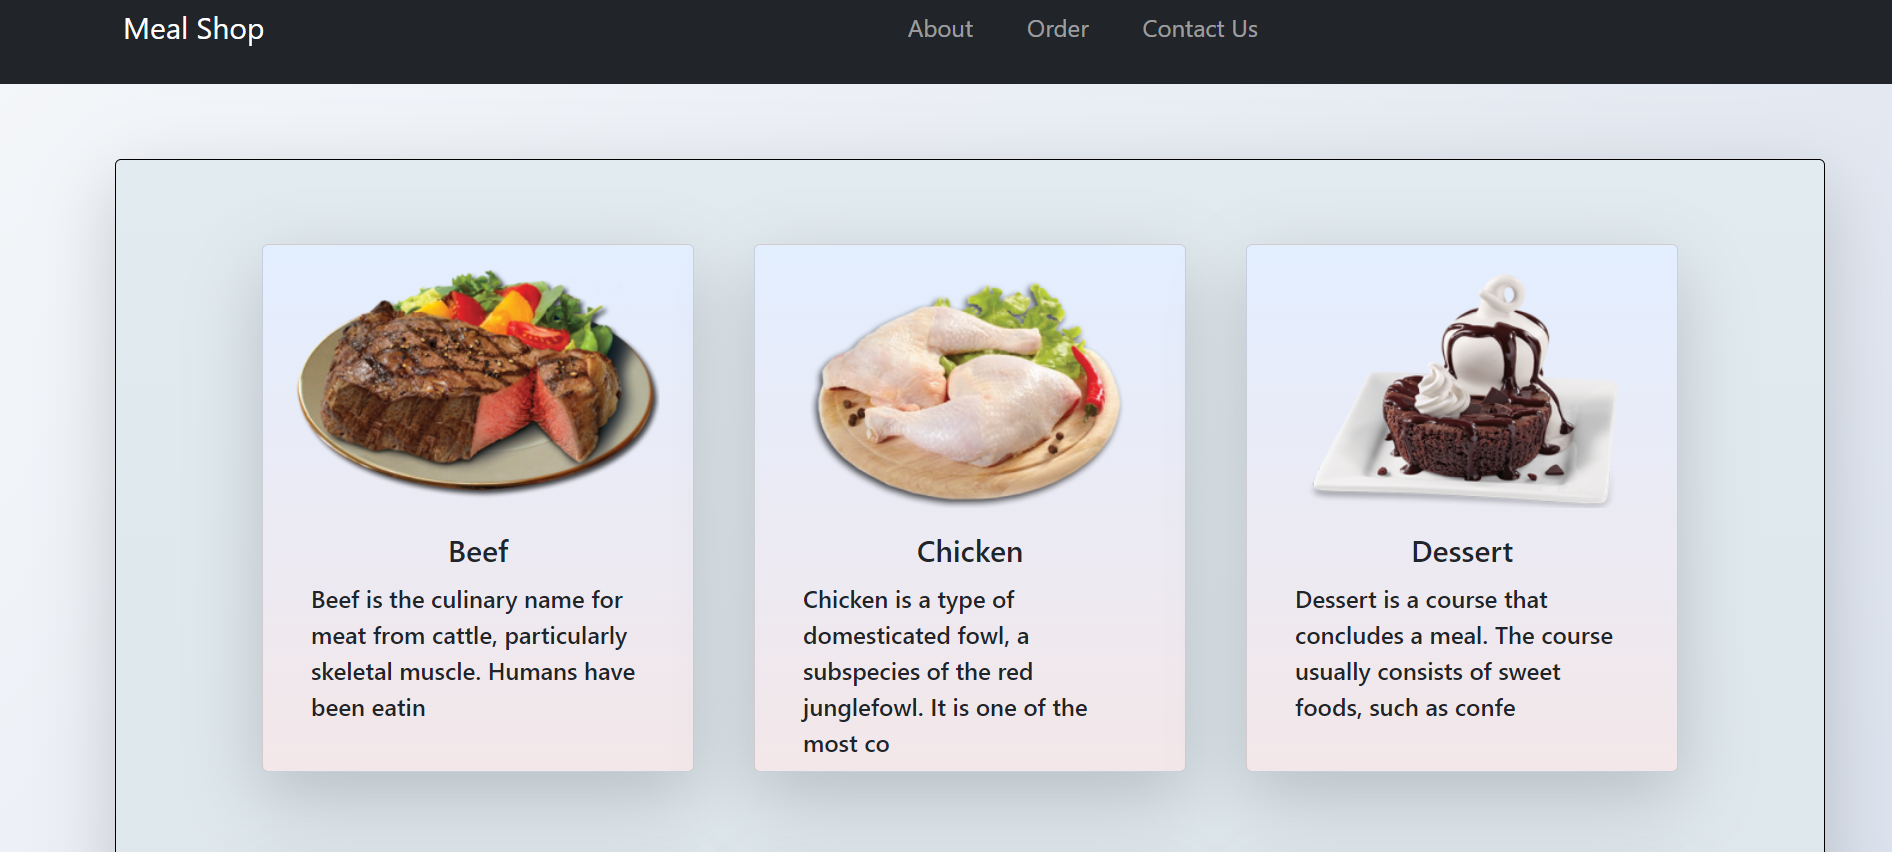 Meal Shop
About Order Contact Us
Beef
Beef is the culinary name for
meat from cattle, particularly
skeletal muscle. Humans have
been eatin
Chicken
Chicken is a type of
domesticated fowl, a
subspecies of the red
junglefowl. It is one of the
most co
Dessert
Dessert is a course that
concludes a meal. The course
usually consists of sweet
foods, such as confe